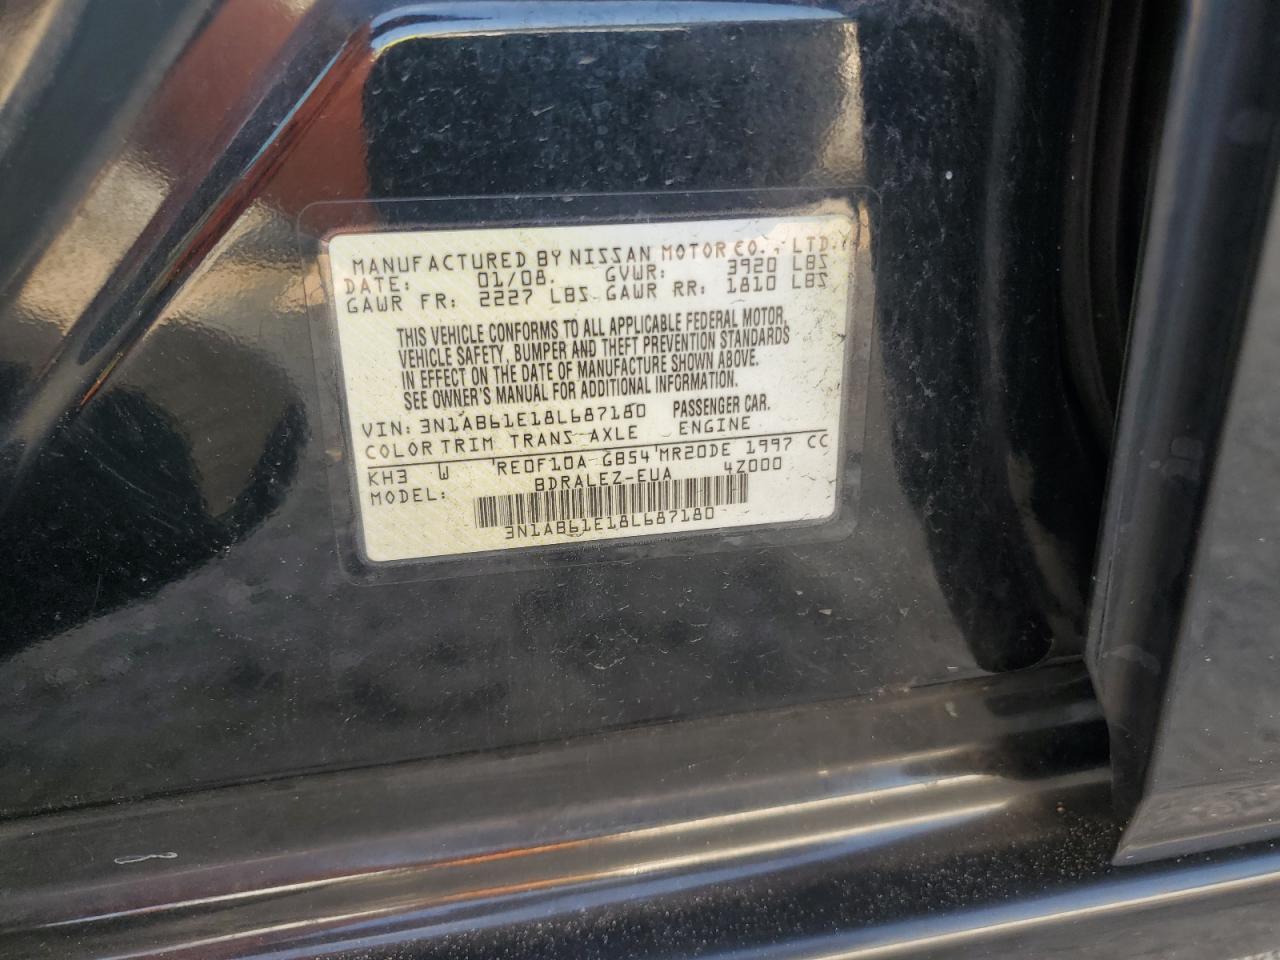 MANUFACTURED BY NISSAN MOTOR CO., LTD.
DATE: 01/08. GVWR: 3920 LBS
GAWR FR: 2227 LBS GAWR RR: 1810 LBS
THIS VEHICLE CONFORMS TO ALL APPLICABLE FEDERAL MOTOR
VEHICLE SAFETY, BUMPER AND THEFT PREVENTION STANDARDS
IN EFFECT ON THE DATE OF MANUFACTURE SHOWN ABOVE.
SEE OWNER'S MANUAL FOR ADDITIONAL INFORMATION.
VIN: 3N1AB61E18L687180 PASSENGER CAR.
COLOR TRIM TRANS AXLE ENGINE
KH3 W RE0F10A GB54 MR20DE 1997 CC
MODEL: BDRALEZ-EUA 4Z000
3N1AB61E18L687180